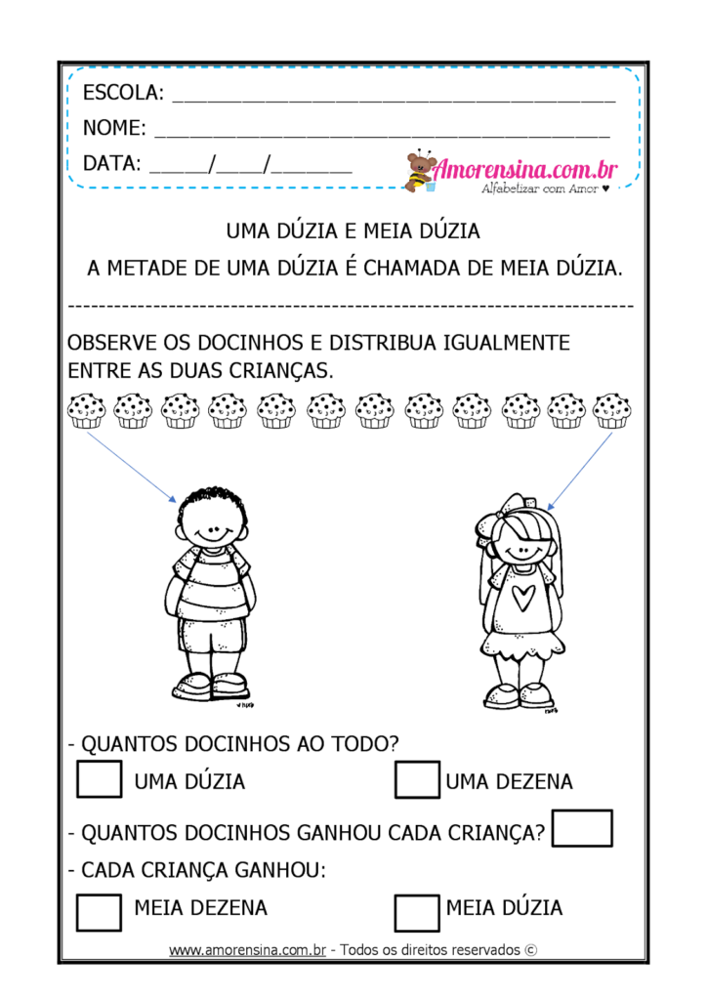 ESCOLA: ______________________________________
NOME: _______________________________________
DATA: _____/____/_______
Amorensina.com.br
Alfabetizar com Amor ♥
UMA DÚZIA E MEIA DÚZIA
A METADE DE UMA DÚZIA É CHAMADA DE MEIA DÚZIA.
--------------------------------------------------------------------------
OBSERVE OS DOCINHOS E DISTRIBUA IGUALMENTE
ENTRE AS DUAS CRIANÇAS.
- QUANTOS DOCINHOS AO TODO?
UMA DÚZIA UMA DEZENA
- QUANTOS DOCINHOS GANHOU CADA CRIANÇA?
- CADA CRIANÇA GANHOU:
MEIA DEZENA MEIA DÚZIA
www.amorensina.com.br - Todos os direitos reservados ©